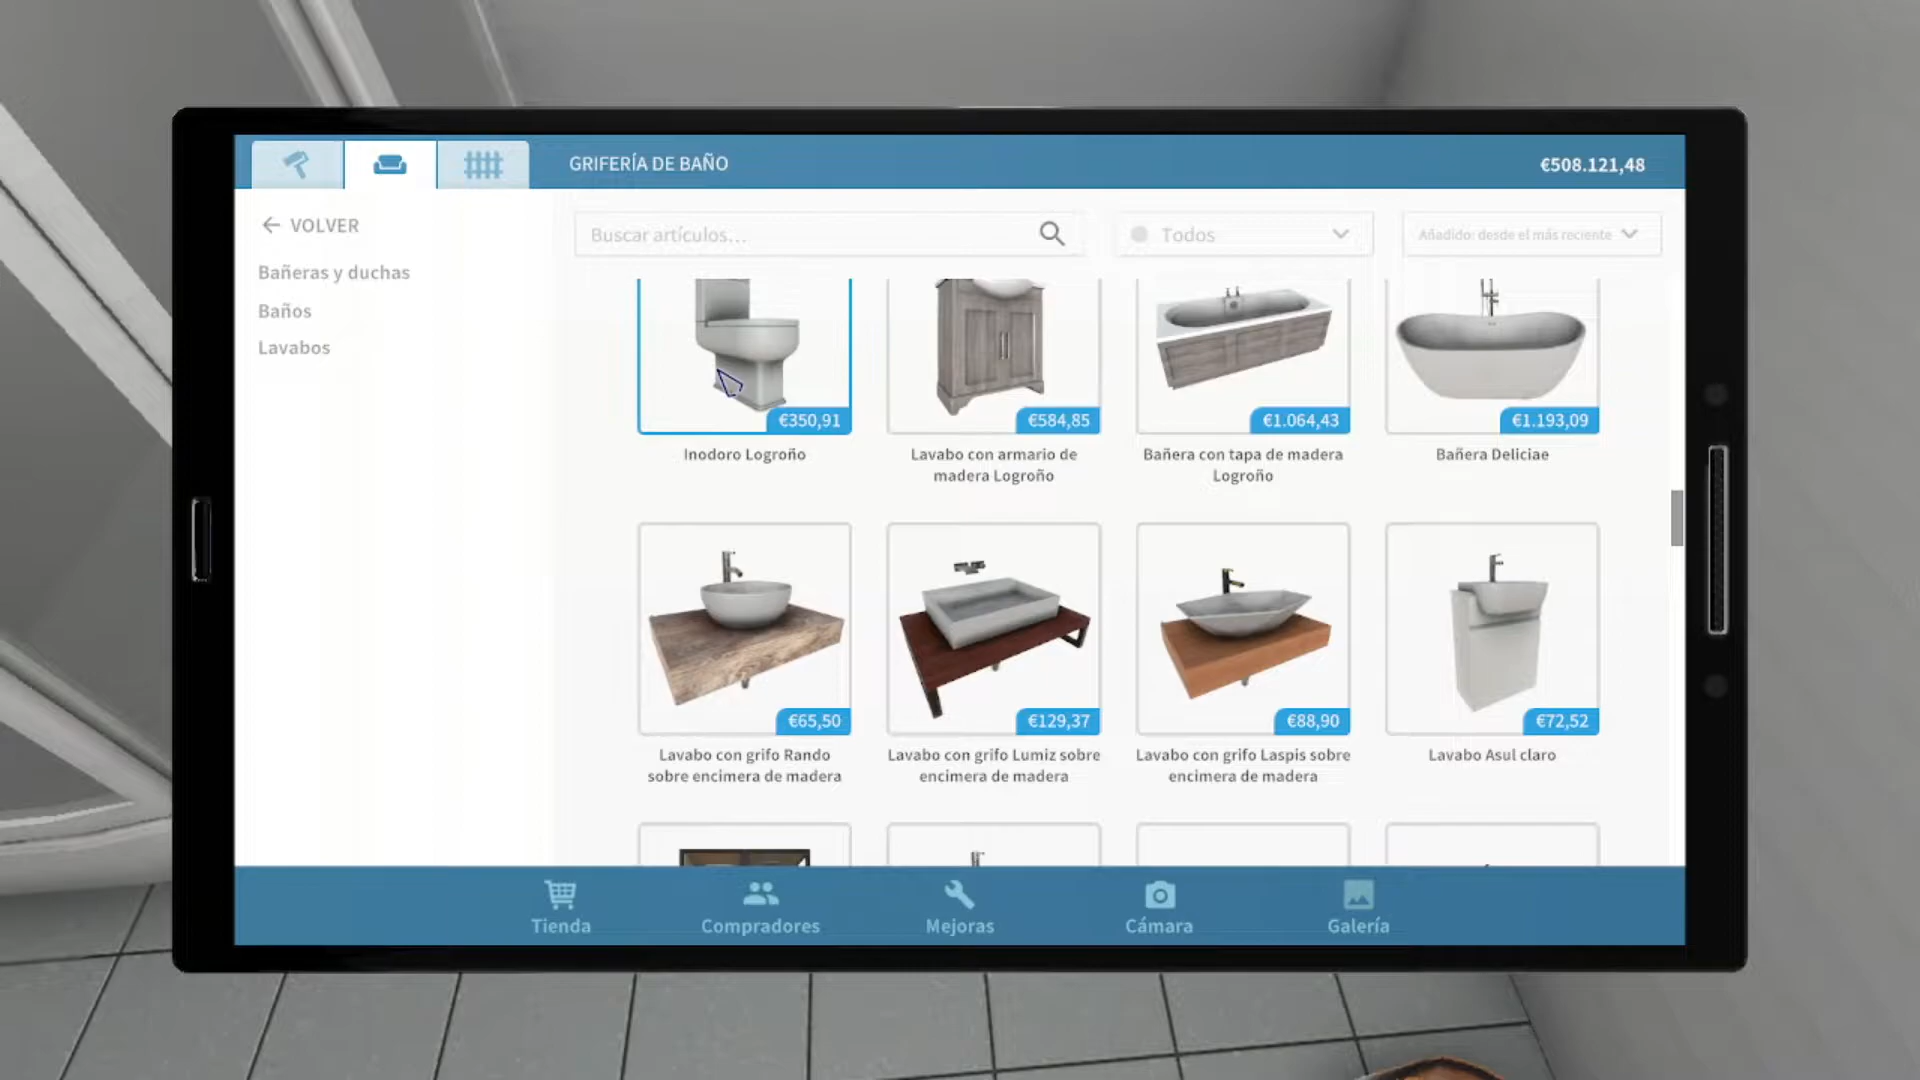 GRIFERÍA DE BAÑO
€508.121,48
VOLVER
Bañeras y duchas
Baños
Lavabos
Buscar artículos...
Todos
Añadido: desde el más reciente
€350,91
€584,85
€1.064,43
€1.193,09
Inodoro Logroño
Lavabo con armario de
madera Logroño
Bañera con tapa de madera
Logroño
Bañera Deliciae
€65,50
€129,37
€88,90
€72,52
Lavabo con grifo Rando
sobre encimera de madera
Lavabo con grifo Lumiz sobre
encimera de madera
Lavabo con grifo Laspis sobre
encimera de madera
Lavabo Asul claro
Tienda
Compradores
Mejoras
Cámara
Galería